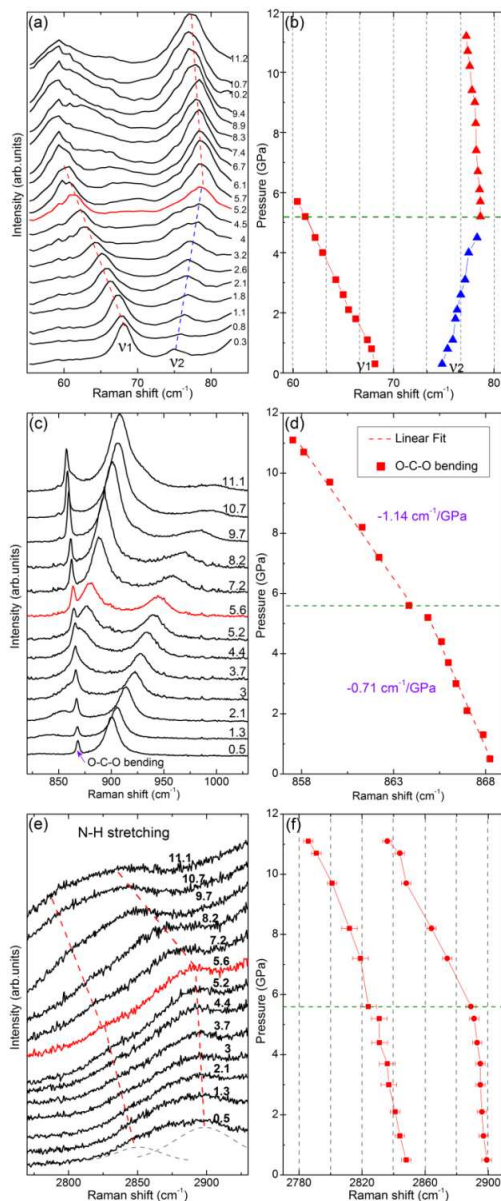 (a)
11.2
10.7
10.2
9.4
8.9
8.3
7.4
6.7
6.1
5.7
5.2
4.5
4
3.2
2.6
2.1
1.8
1.1
0.8
0.3
ν1
ν2
60 70 80
Raman shift (cm-1)
Intensity (arb.units)
(b)
12
10
8
6
4
2
0
Pressure (GPa)
ν1
ν2
60 70 80
Raman shift (cm-1)
(c)
11.1
10.7
9.7
8.2
7.2
5.6
5.2
4.4
3.7
3
2.1
1.3
0.5
O-C-O bending
850 900 950 1000
Raman shift (cm-1)
Intensity (arb.units)
(d)
Linear Fit
O-C-O bending
-1.14 cm-1/GPa
-0.71 cm-1/GPa
12
10
8
6
4
2
0
Pressure (GPa)
858 863 868
Raman shift (cm-1)
(e)
N-H stretching
11.1
10.7
9.7
8.2
7.2
5.6
5.2
4.4
3.7
3
2.1
1.3
0.5
2800 2850 2900
Raman shift (cm-1)
Intensity (arb.units)
(f)
12
10
8
6
4
2
0
Pressure (GPa)
2780 2820 2860 2900
Raman shift (cm-1)